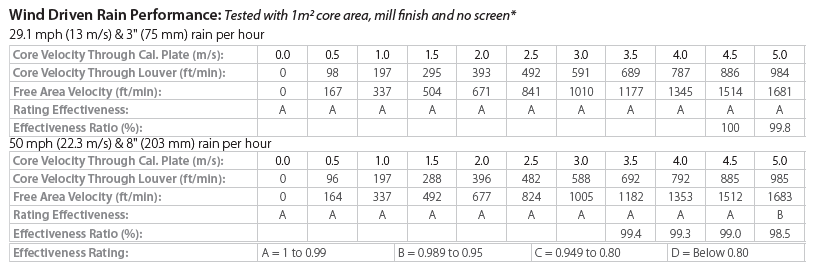 Wind Driven Rain Performance: Tested with 1m² core area, mill finish and no screen*
29.1 mph (13 m/s) & 3" (75 mm) rain per hour
Core Velocity Through Cal. Plate (m/s): 0.0 0.5 1.0 1.5 2.0 2.5 3.0 3.5 4.0 4.5 5.0
Core Velocity Through Louver (ft/min): 0 98 197 295 393 492 591 689 787 886 984
Free Area Velocity (ft/min): 0 167 337 504 671 841 1010 1177 1345 1514 1681
Rating Effectiveness: A A A A A A A A A A A
Effectiveness Ratio (%): 100 99.8
50 mph (22.3 m/s) & 8" (203 mm) rain per hour
Core Velocity Through Cal. Plate (m/s): 0.0 0.5 1.0 1.5 2.0 2.5 3.0 3.5 4.0 4.5 5.0
Core Velocity Through Louver (ft/min): 0 96 197 288 396 482 588 692 792 885 985
Free Area Velocity (ft/min): 0 164 337 492 677 824 1005 1182 1353 1512 1683
Rating Effectiveness: A A A A A A A A A A B
Effectiveness Ratio (%): 99.4 99.3 99.0 98.5
Effectiveness Rating: A = 1 to 0.99 B = 0.989 to 0.95 C = 0.949 to 0.80 D = Below 0.80